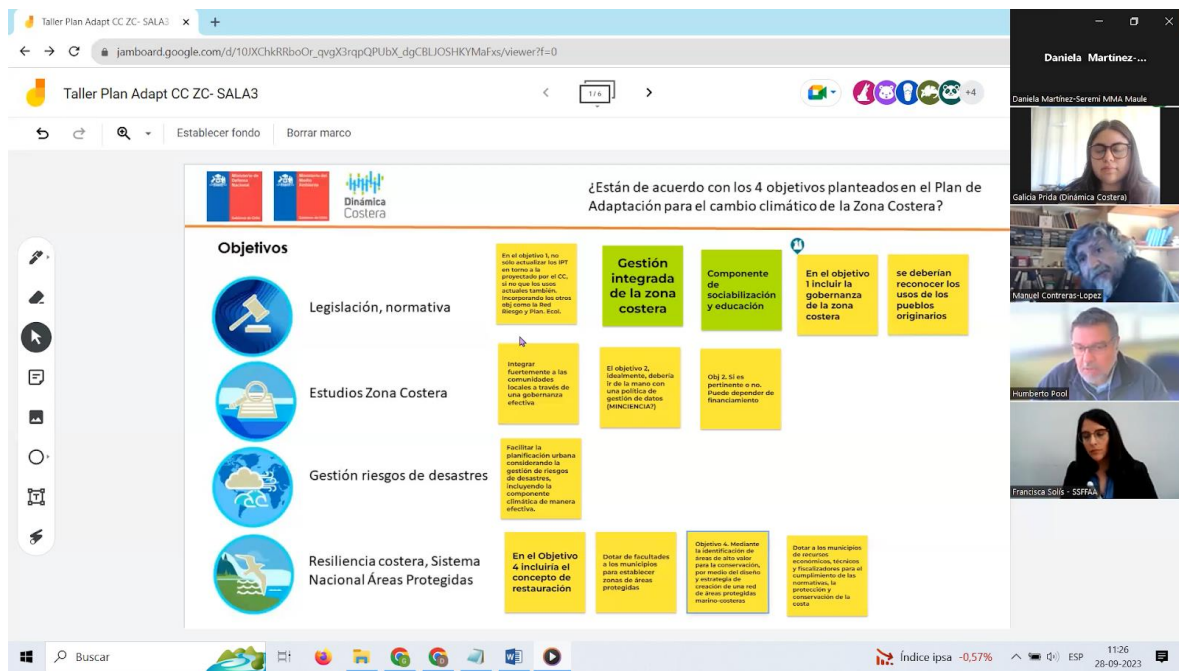 Taller Plan Adapt CC ZC- SALA3
jamboard.google.com/d/10JXChkRRboOr_qvgX3rqpQPUbX_dgCBLJOSHKYMaFxs/viewer?f=0
Taller Plan Adapt CC ZC- SALA3
1/6
+4
Establecer fondo
Borrar marco
Dinámica
Costera
¿Están de acuerdo con los 4 objetivos planteados en el Plan de
Adaptación para el cambio climático de la Zona Costera?
Objetivos
Legislación, normativa
En el objetivo 1, no
sólo actualizar los IPT
en torno a lo
proyectado por el CC,
si no que los usos
actuales también.
Incorporando los otros
obj como la Red
Riesgo y Plan. Ecol.
Gestión
integrada
de la zona
costera
Componente
de
sociabilización
y educación
En el objetivo
1 incluir la
gobernanza
de la zona
costera
se deberían
reconocer los
usos de los
pueblos
originarios
Estudios Zona Costera
Integrar
fuertemente a las
comunidades
locales a través de
una gobernanza
efectiva
El objetivo 2,
idealmente, debería
ir de la mano con
una política de
gestión de datos
(MINCIENCIA?)
Obj 2. Si es
pertinente o no.
Puede depender de
financiamiento
Gestión riesgos de desastres
Facilitar la
planificación urbana
considerando la
gestión de riesgos
de desastres,
incluyendo la
componente
climática de manera
efectiva.
Resiliencia costera, Sistema
Nacional Áreas Protegidas
En el Objetivo
4 incluiría el
concepto de
restauración
Dotar de facultades
a los municipios
para establecer
zonas de áreas
protegidas
Objetivo 4. Mediante
la identificación de
áreas de alto valor
para la conservación,
por medio del diseño
y estrategia de
creación de una red
de áreas protegidas
marino-costeras
Dotar a los municipios
de recursos
económicos, técnicos
y fiscalizadores para el
cumplimiento de las
normativas, la
protección y
conservación de la
costa
Daniela Martínez-...
Daniela Martínez-Seremi MMA Maule
Galicia Prida (Dinámica Costera)
Manuel Contreras-Lopez
Humberto Pool
Francisca Solís - SSFFAA
Buscar
Índice ipsa -0,57%
ESP
11:26
28-09-2023